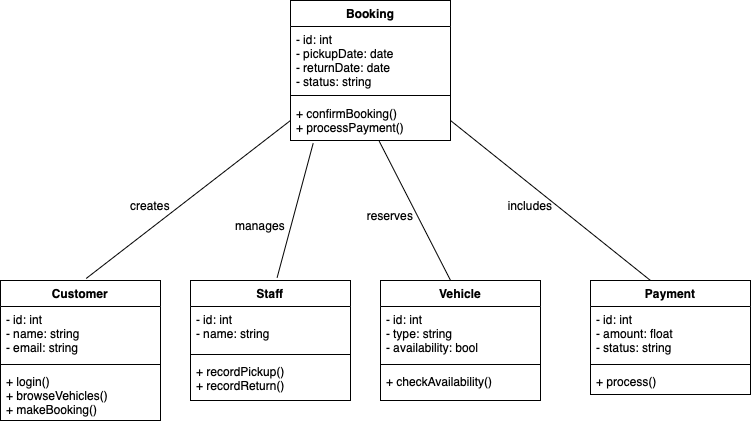 Booking
- id: int
- pickupDate: date
- returnDate: date
- status: string
+ confirmBooking()
+ processPayment()
creates
manages
reserves
includes
Customer
- id: int
- name: string
- email: string
+ login()
+ browseVehicles()
+ makeBooking()
Staff
- id: int
- name: string
+ recordPickup()
+ recordReturn()
Vehicle
- id: int
- type: string
- availability: bool
+ checkAvailability()
Payment
- id: int
- amount: float
- status: string
+ process()